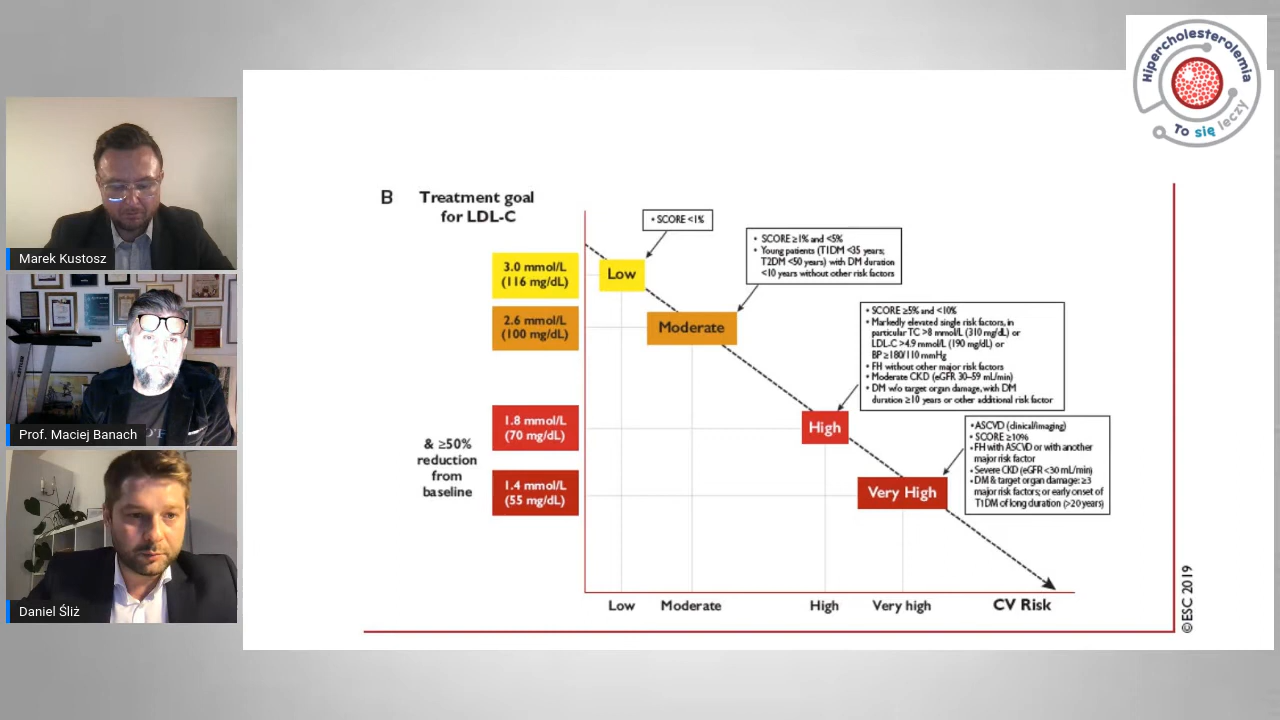 Hipercholesterolemia
To się leczy
Marek Kustosz
Prof. Maciej Banach
Daniel Śliż
B
Treatment goal
for LDL-C
3.0 mmol/L
(116 mg/dL)
2.6 mmol/L
(100 mg/dL)
1.8 mmol/L
(70 mg/dL)
1.4 mmol/L
(55 mg/dL)
& ≥50%
reduction
from
baseline
Low
• SCORE <1%
Moderate
• SCORE ≥1% and <5%
• Young patients (T1DM <35 years;
T2DM <50 years) with DM duration
<10 years without other risk factors
High
• SCORE ≥5% and <10%
• Markedly elevated single risk factors, in
particular TC >8 mmol/L (310 mg/dL) or
LDL-C >4.9 mmol/L (190 mg/dL) or
BP ≥180/110 mmHg
• FH without other major risk factors
• Moderate CKD (eGFR 30–59 mL/min)
• DM w/o target organ damage, with DM
duration ≥10 years or other additional risk factor
Very High
• ASCVD (clinical/imaging)
• SCORE ≥10%
• FH with ASCVD or with another
major risk factor
• Severe CKD (eGFR <30 mL/min)
• DM & target organ damage: ≥3
major risk factors; or early onset of
T1DM of long duration (>20 years)
Low
Moderate
High
Very high
CV Risk
©ESC 2019